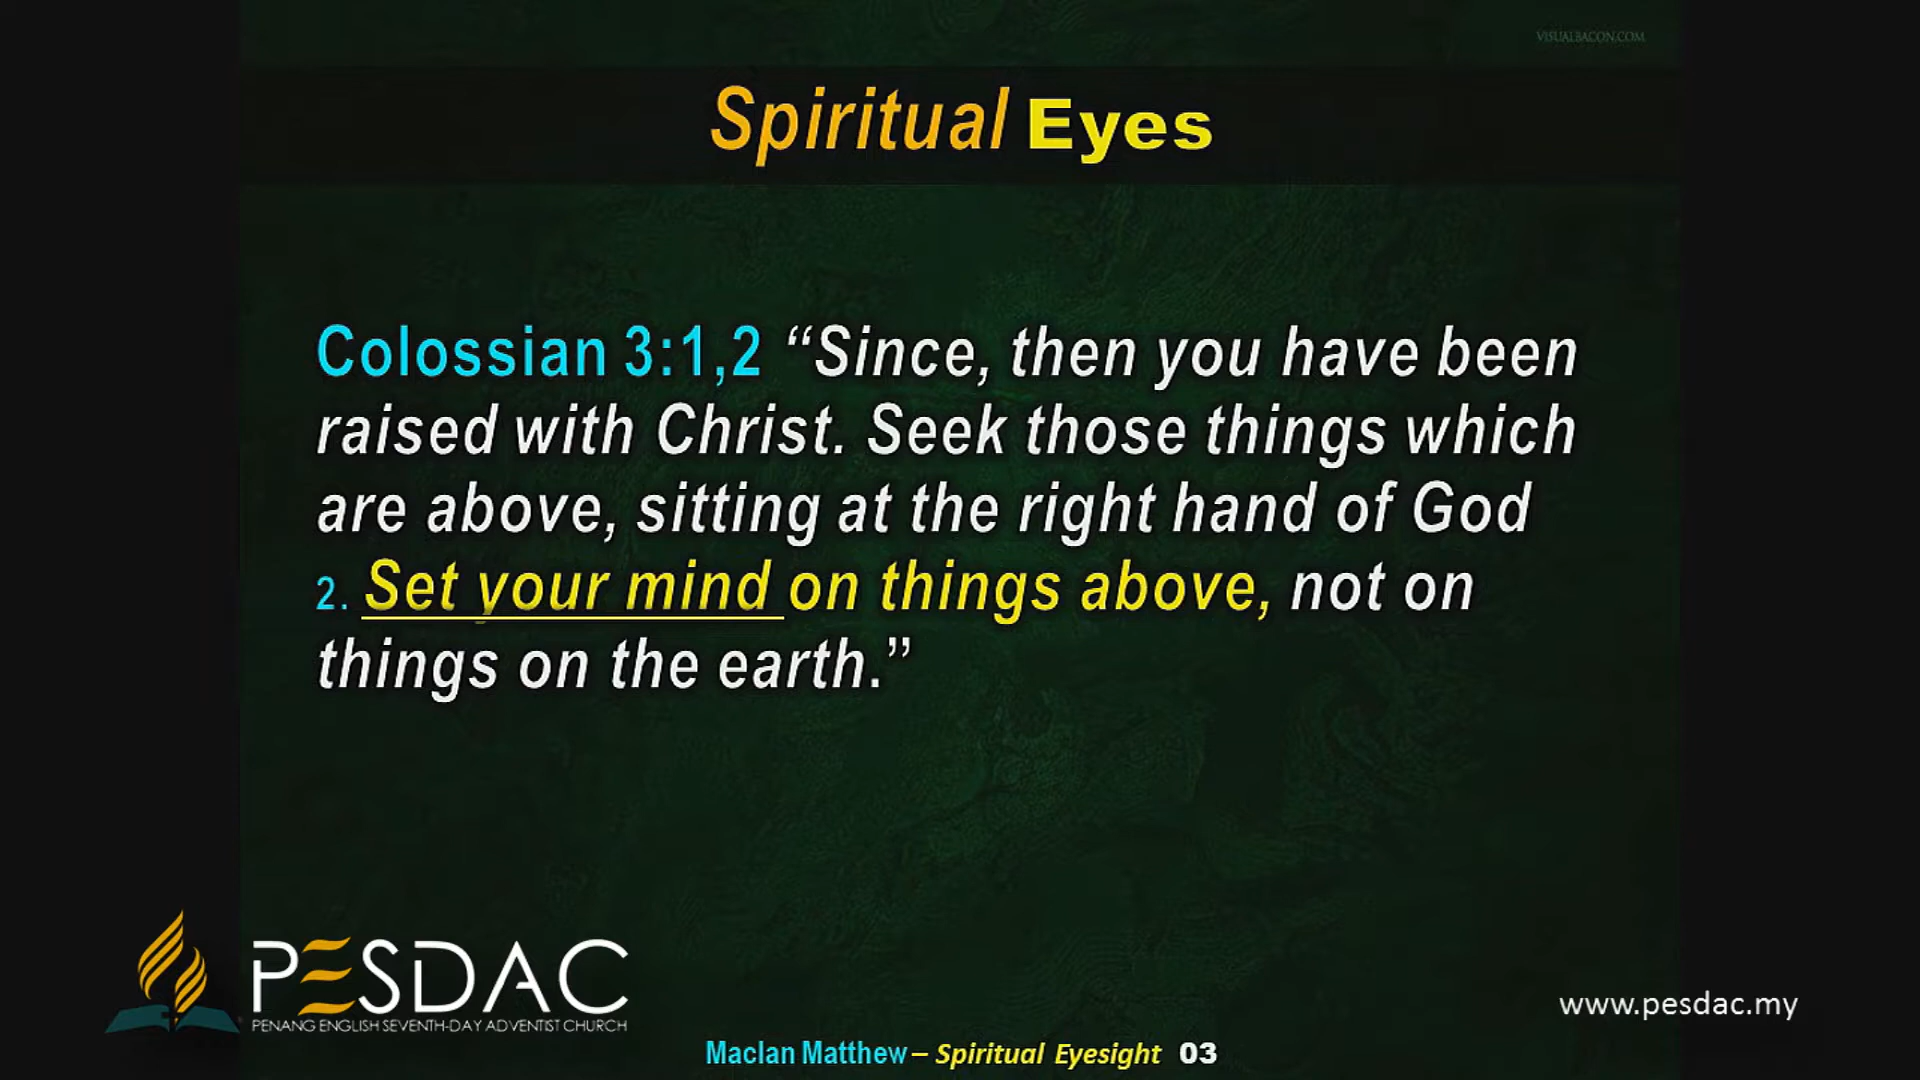 VISUALBACON.COM
Spiritual Eyes
Colossian 3:1,2 “Since, then you have been
raised with Christ. Seek those things which
are above, sitting at the right hand of God
2. Set your mind on things above, not on
things on the earth.”
PESDAC
PENANG ENGLISH SEVENTH-DAY ADVENTIST CHURCH
www.pesdac.my
Maclan Matthew – Spiritual Eyesight 03